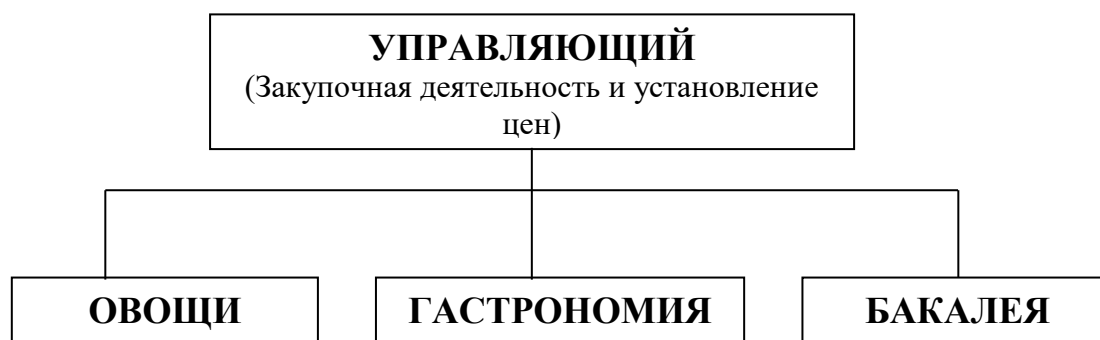 УПРАВЛЯЮЩИЙ
(Закупочная деятельность и установление
цен)
ОВОЩИ
ГАСТРОНОМИЯ
БАКАЛЕЯ